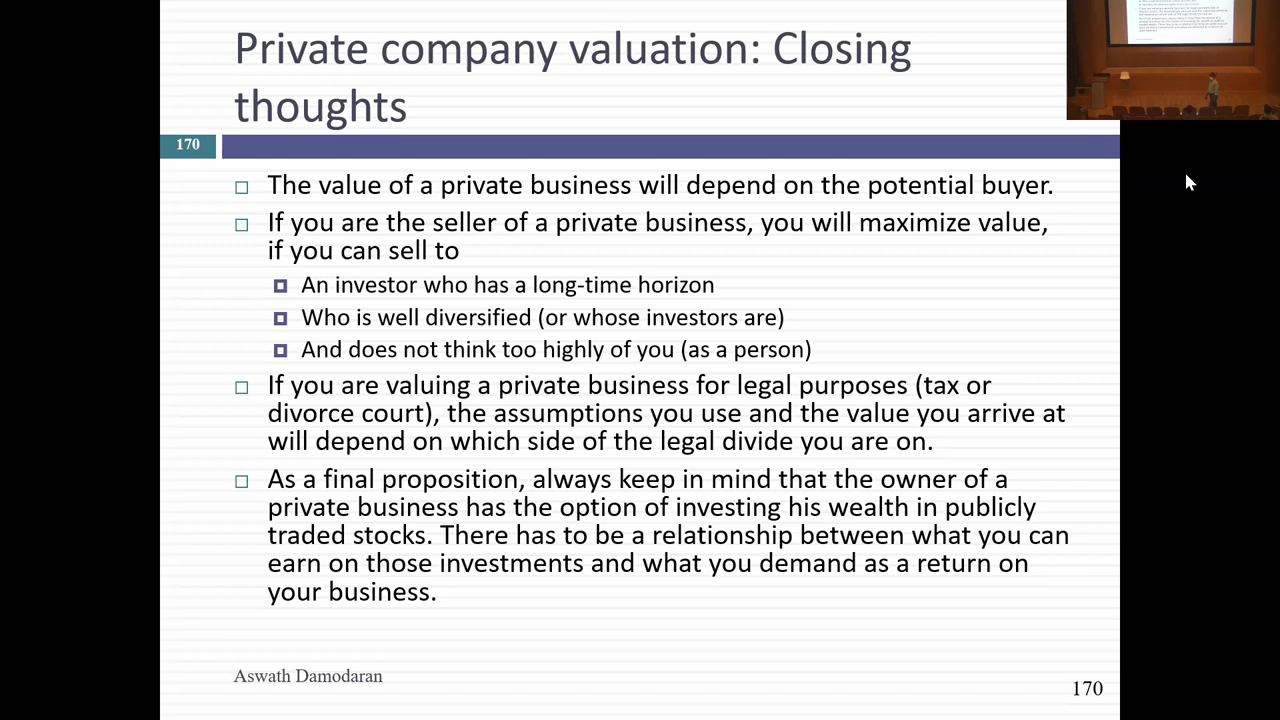 Private company valuation: Closing
thoughts
170
The value of a private business will depend on the potential buyer.
If you are the seller of a private business, you will maximize value,
if you can sell to
An investor who has a long-time horizon
Who is well diversified (or whose investors are)
And does not think too highly of you (as a person)
If you are valuing a private business for legal purposes (tax or
divorce court), the assumptions you use and the value you arrive at
will depend on which side of the legal divide you are on.
As a final proposition, always keep in mind that the owner of a
private business has the option of investing his wealth in publicly
traded stocks. There has to be a relationship between what you can
earn on those investments and what you demand as a return on
your business.
Aswath Damodaran
170